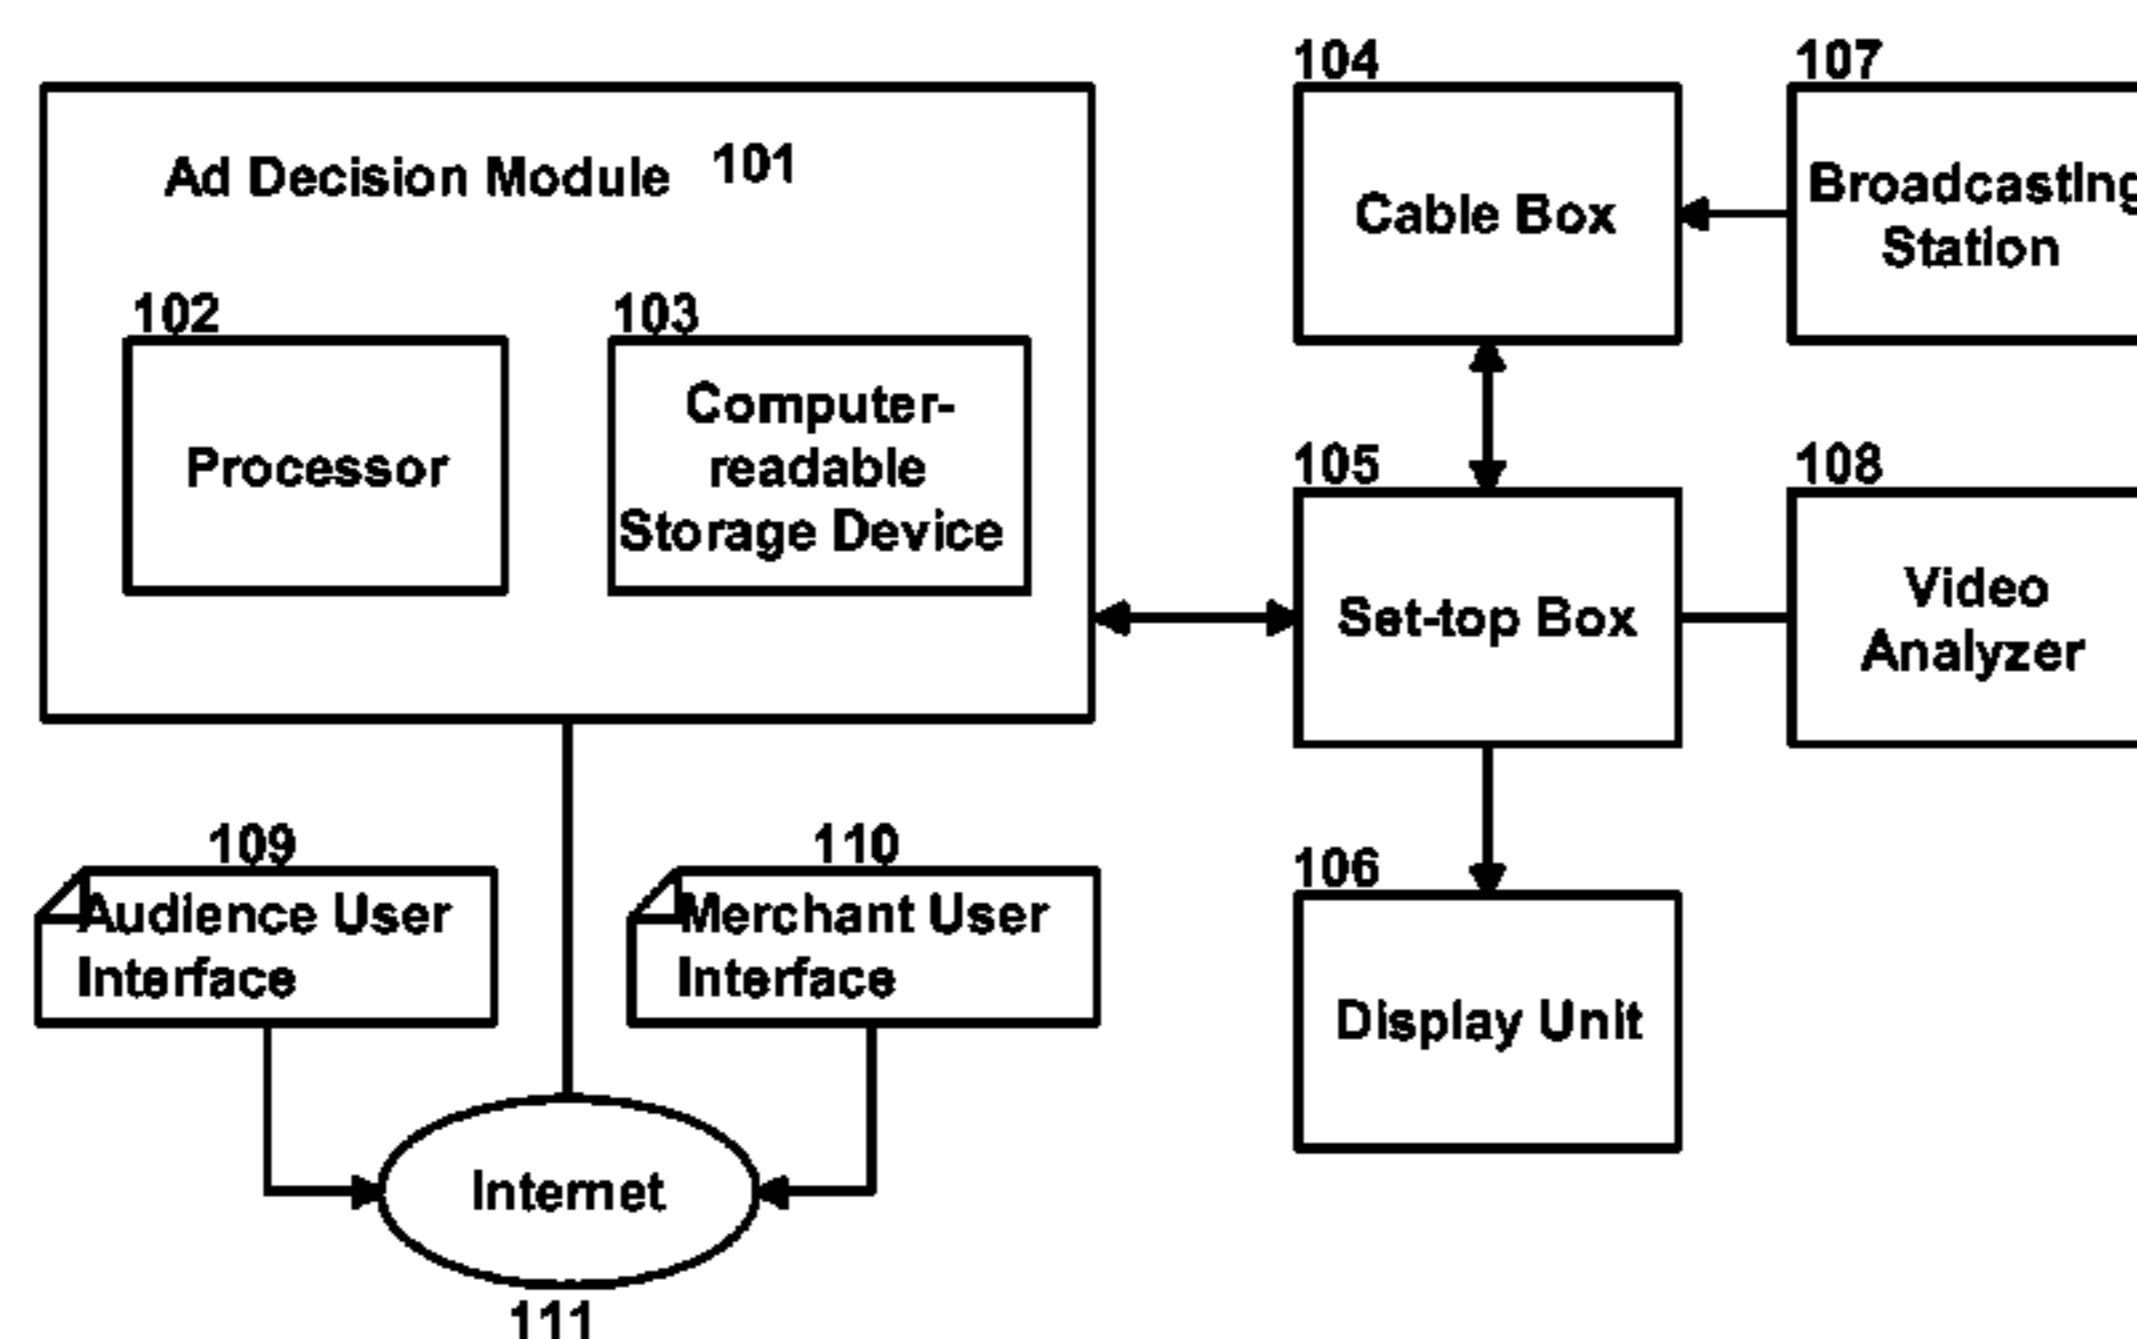 Ad Decision Module 101
102
Processor
103
Computer-
readable
Storage Device
104
Cable Box
107
Broadcasting
Station
105
Set-top Box
108
Video
Analyzer
109
Audience User
Interface
110
Merchant User
Interface
106
Display Unit
Internet
111